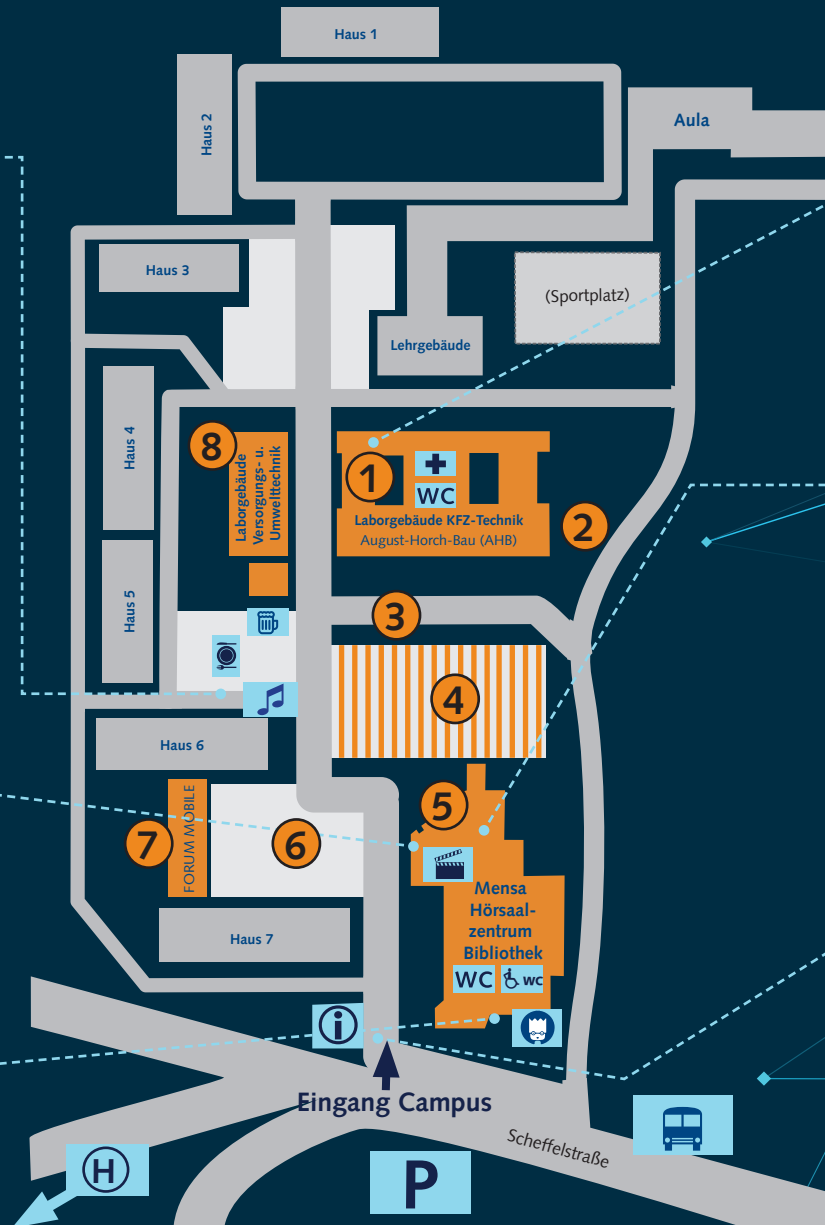 Haus 1
Haus 2
Aula
Haus 3
(Sportplatz)
Lehrgebäude
Haus 4
8
Laborgebäude
Versorgungs- u.
Umwelttechnik
1
WC
Laborgebäude KFZ-Technik
August-Horch-Bau (AHB)
2
Haus 5
3
4
Haus 6
5
7
FORUM MOBILE
6
Mensa
Hörsaal-
zentrum
Bibliothek
WC
WC
Haus 7
i
Eingang Campus
Scheffelstraße
H
P